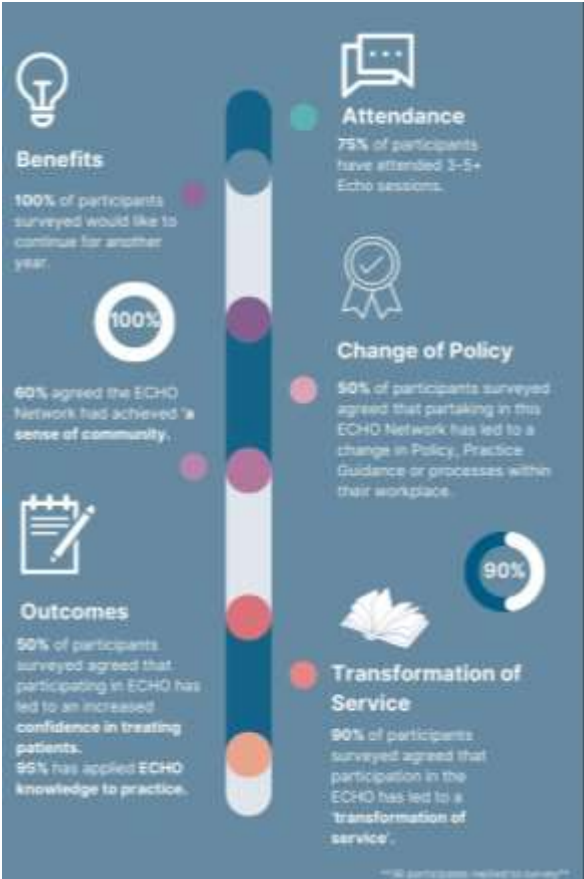 Benefits
100% of participants
surveyed would like to
continue for another
year.
100%
60% agreed the ECHO
Network had achieved 'a
sense of community.
Outcomes
50% of participants
surveyed agreed that
participating in ECHO has
led to an increased
confidence in treating
patients.
95% has applied ECHO
knowledge to practice.
Attendance
75% of participants
have attended 3-5+
Echo sessions.
Change of Policy
50% of participants surveyed
agreed that partaking in this
ECHO Network has led to a
change in Policy, Practice
Guidance or processes within
their workplace.
90%
Transformation of
Service
90% of participants
surveyed agreed that
participation in the
ECHO has led to a
'transformation of
service'.
participants replied to survey**